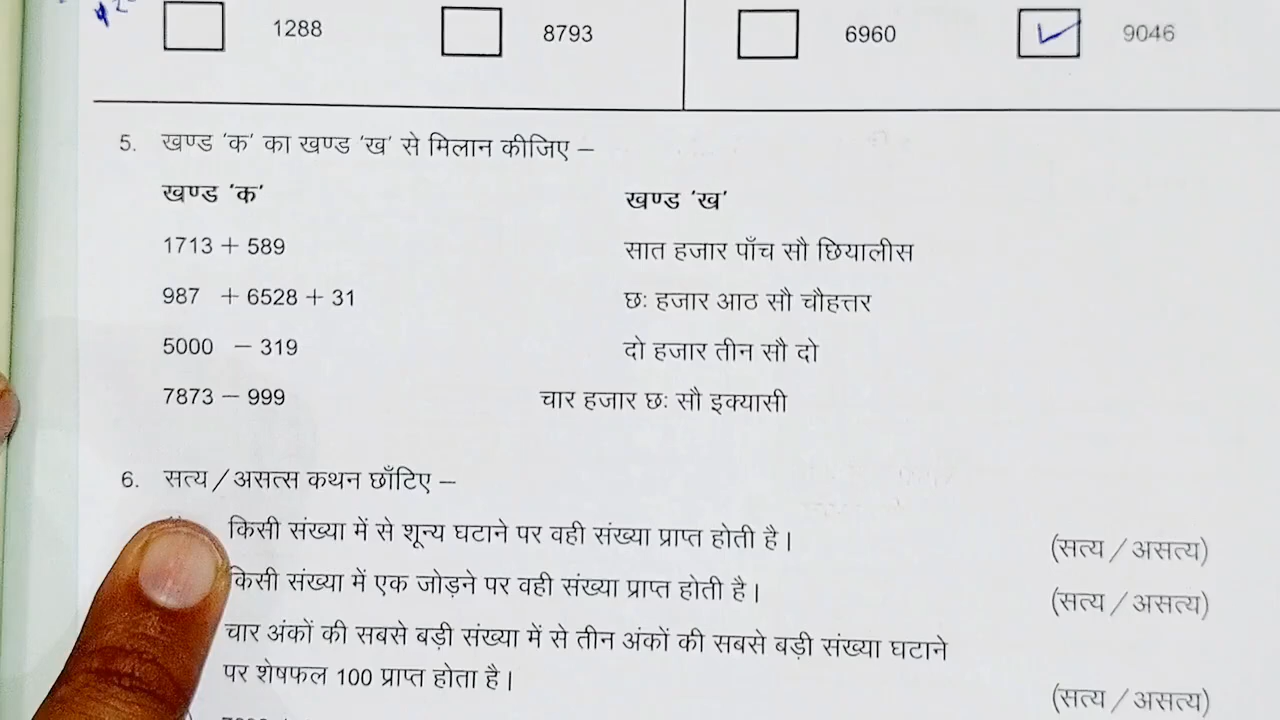 1288 8793 6960 9046
5. खण्ड 'क' का खण्ड 'ख' से मिलान कीजिए –
खण्ड 'क' खण्ड 'ख'
1713 + 589 सात हजार पाँच सौ छियालीस
987 + 6528 + 31 छः हजार आठ सौ चौहत्तर
5000 – 319 दो हजार तीन सौ दो
7873 – 999 चार हजार छः सौ इक्यासी
6. सत्य / असत्स कथन छाँटिए –
किसी संख्या में से शून्य घटाने पर वही संख्या प्राप्त होती है। (सत्य / असत्य)
किसी संख्या में एक जोड़ने पर वही संख्या प्राप्त होती है। (सत्य / असत्य)
चार अंकों की सबसे बड़ी संख्या में से तीन अंकों की सबसे बड़ी संख्या घटाने
पर शेषफल 100 प्राप्त होता है। (सत्य / असत्य)